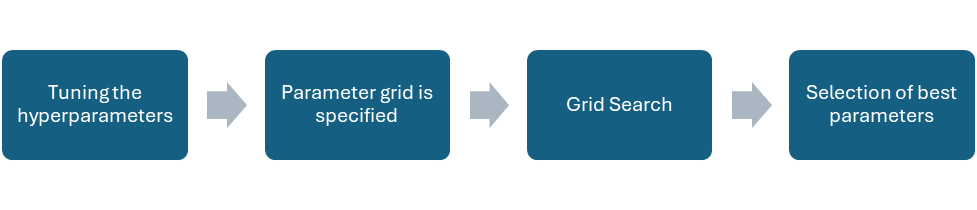 Tuning the
hyperparameters
Parameter grid is
specified
Grid Search
Selection of best
parameters